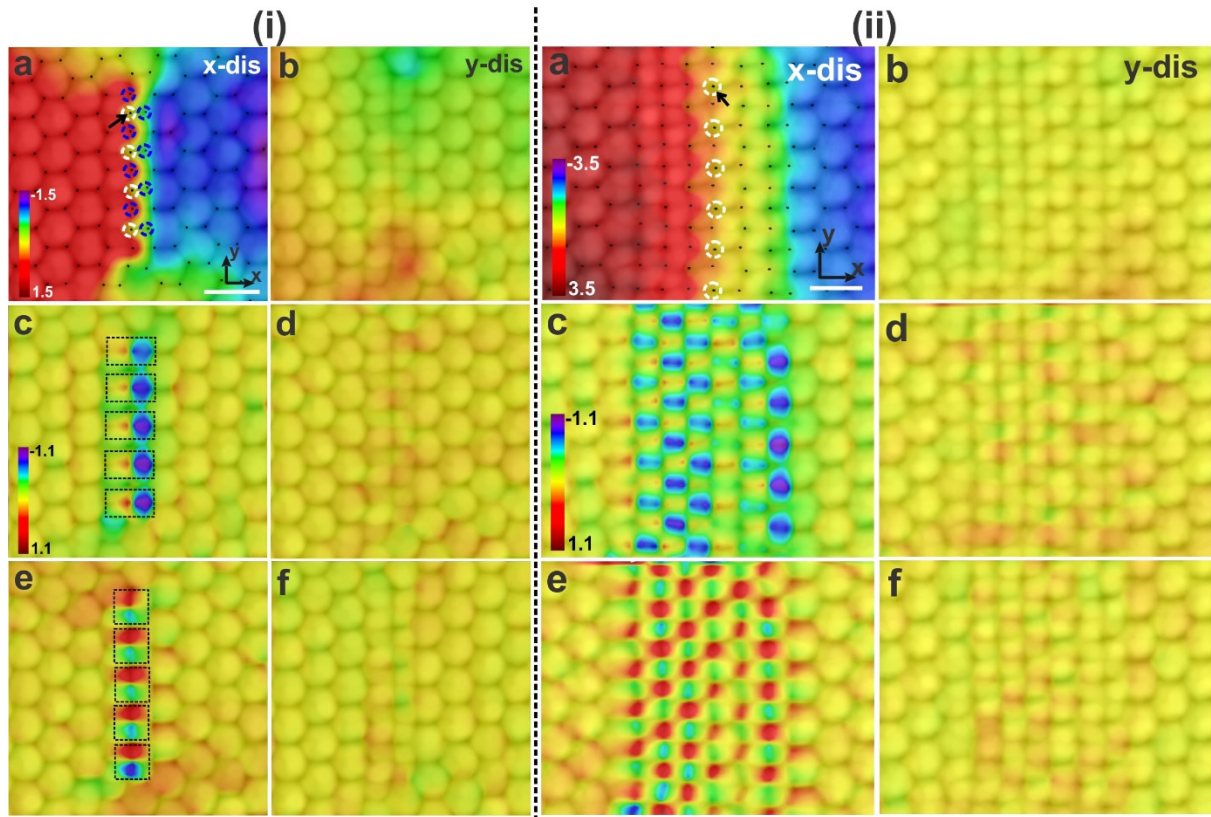 (i)
(ii)
a
x-dis
b
y-dis
a
x-dis
b
y-dis
-1.5
1.5
y
x
-3.5
3.5
y
x
c
d
c
d
-1.1
1.1
-1.1
1.1
e
f
e
f